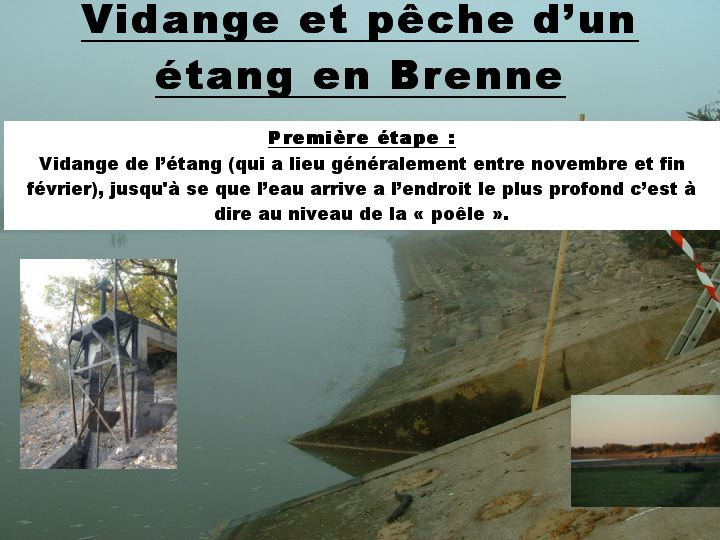 Vidange et pêche d’un
étang en Brenne
Première étape :
Vidange de l’étang (qui a lieu généralement entre novembre et fin
février), jusqu'à se que l’eau arrive a l’endroit le plus profond c’est à
dire au niveau de la « poêle ».